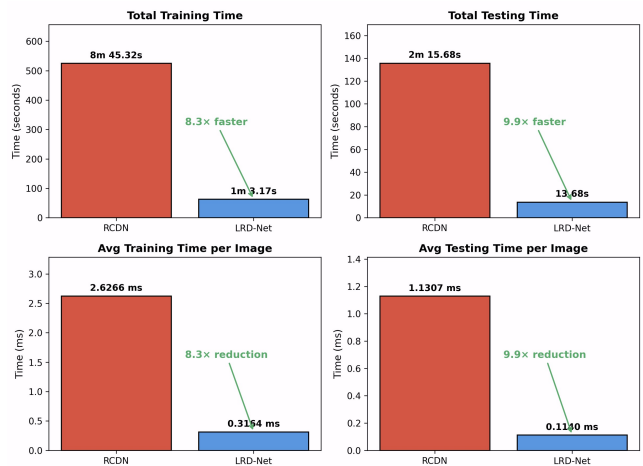 Total Training Time
Time (seconds)
600
500
400
300
200
100
0
8m 45.32s
8.3× faster
1m 3.17s
RCDN
LRD-Net
Total Testing Time
Time (seconds)
160
140
120
100
80
60
40
20
0
2m 15.68s
9.9× faster
13.68s
RCDN
LRD-Net
Avg Training Time per Image
Time (ms)
3.0
2.5
2.0
1.5
1.0
0.5
0.0
2.6266 ms
8.3× reduction
0.3164 ms
RCDN
LRD-Net
Avg Testing Time per Image
Time (ms)
1.4
1.2
1.0
0.8
0.6
0.4
0.2
0.0
1.1307 ms
9.9× reduction
0.1140 ms
RCDN
LRD-Net